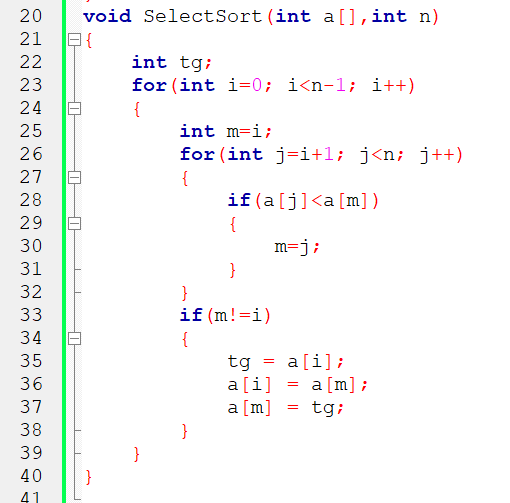 20 void SelectSort(int a[],int n)
21 {
22     int tg;
23     for(int i=0; i<n-1; i++)
24     {
25         int m=i;
26         for(int j=i+1; j<n; j++)
27         {
28             if(a[j]<a[m])
29             {
30                 m=j;
31             }
32         }
33         if(m!=i)
34         {
35             tg = a[i];
36             a[i] = a[m];
37             a[m] = tg;
38         }
39     }
40 }
41